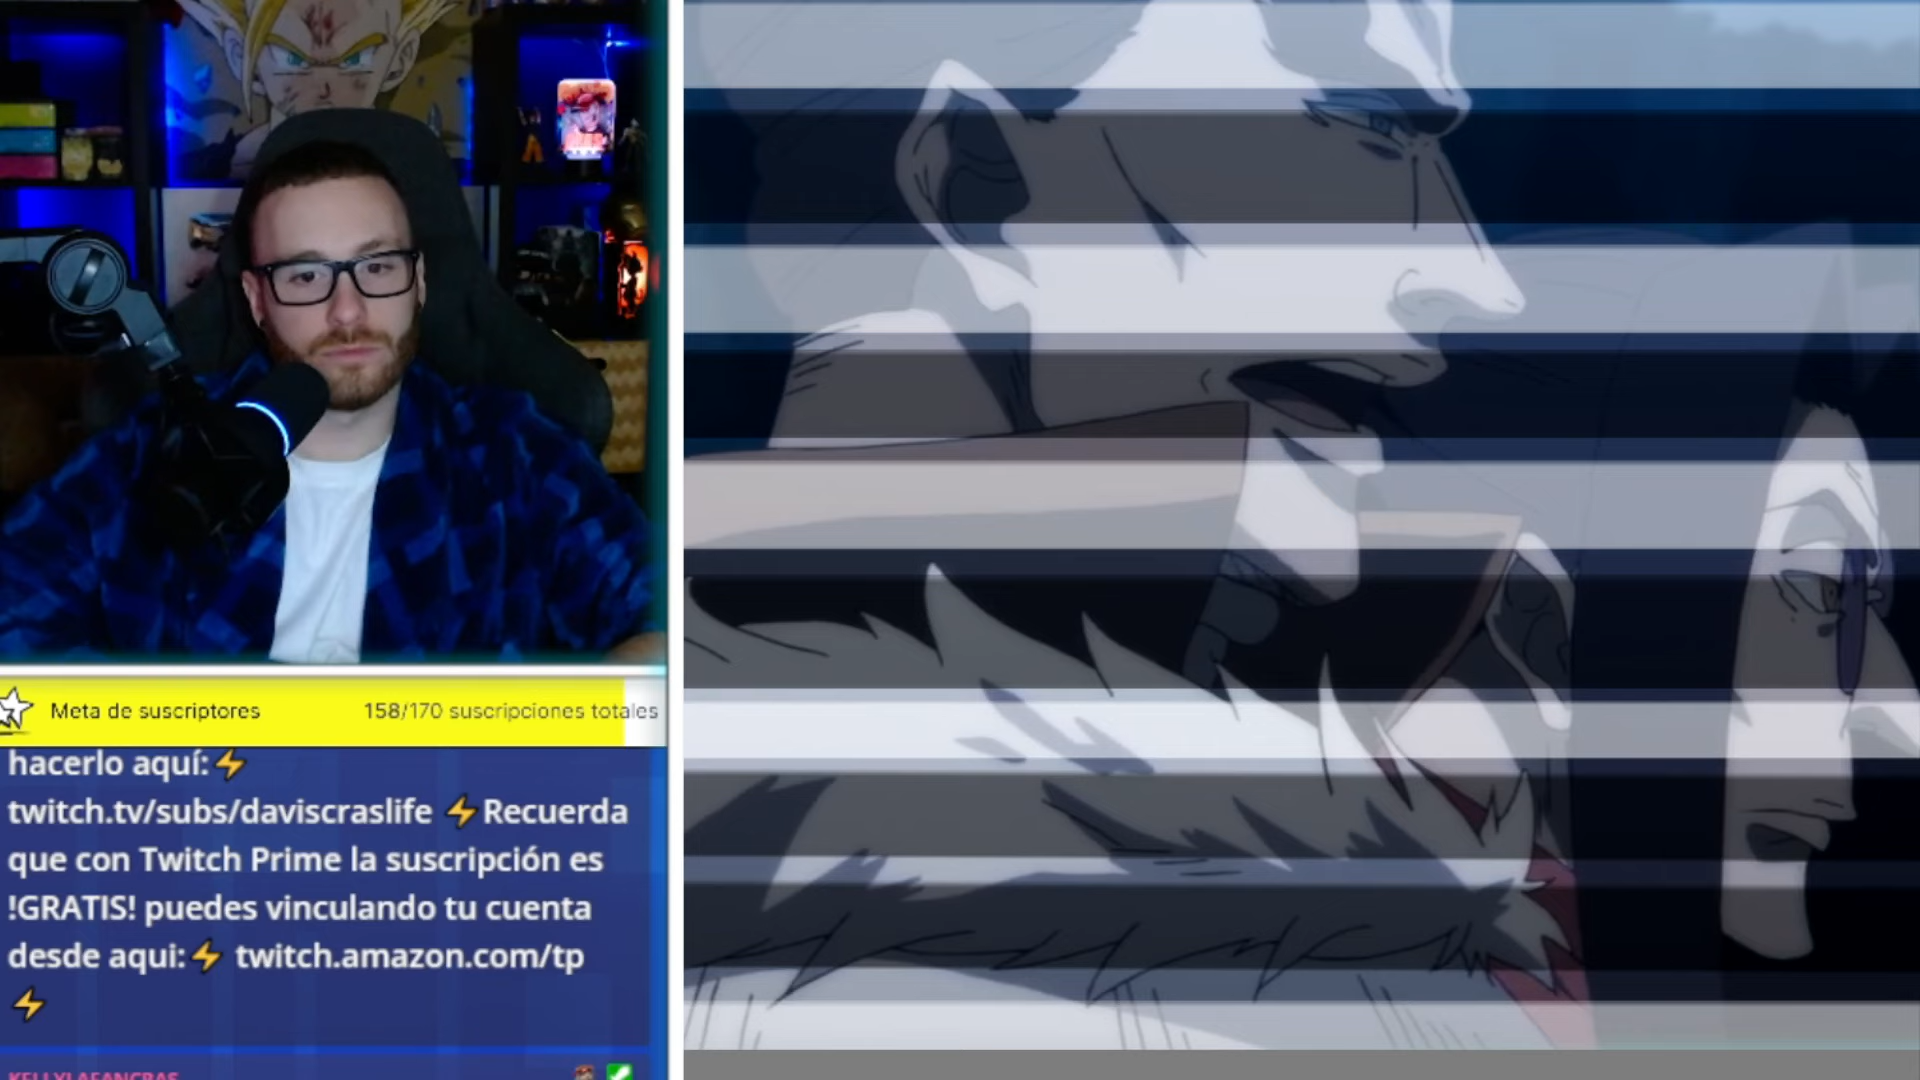 Meta de suscriptores 158/170 suscripciones totales
hacerlo aquí:⚡
twitch.tv/subs/daviscraslife ⚡Recuerda
que con Twitch Prime la suscripción es
!GRATIS! puedes vinculando tu cuenta
desde aqui:⚡ twitch.amazon.com/tp
⚡